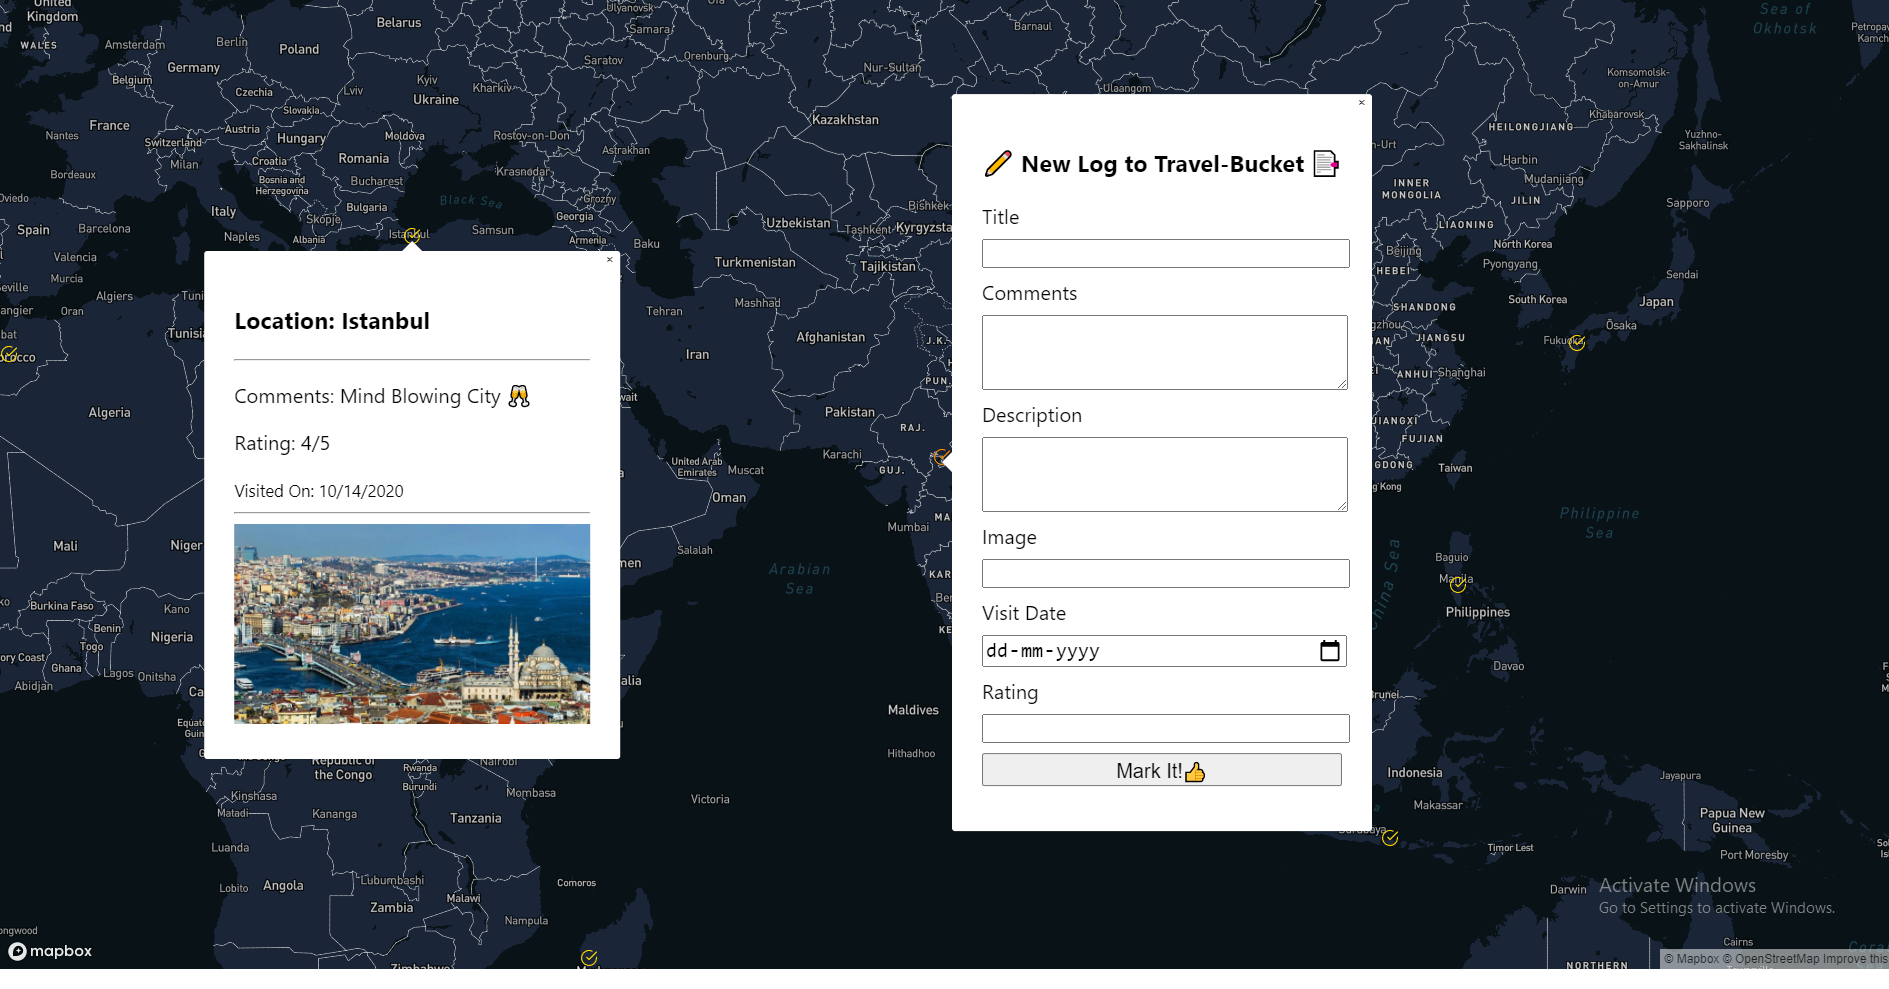 Location: Istanbul
Comments: Mind Blowing City 🥂
Rating: 4/5
Visited On: 10/14/2020
✏️ New Log to Travel-Bucket 📑
Title
Comments
Description
Image
Visit Date
dd-mm-yyyy
Rating
Mark It!👍
United
Kingdom
WALES
Amsterdam
Berlin
Poland
Belarus
Belgium
Germany
Czechia
Lviv
Kyiv
Kharkiv
Ukraine
Slovakia
France
Austria
Hungary
Moldova
Nantes
Switzerland
Milan
Croatia
Romania
Rostov-on-Don
Astrakhan
Bordeaux
Bosnia and
Herzegovina
Bucharest
Krasnodar
Grozny
Oviedo
Italy
Skopje
Bulgaria
Black Sea
Georgia
Spain
Barcelona
Naples
Albania
Istanbul
Samsun
Armenia
Baku
Valencia
Murcia
Algiers
Oran
Algeria
Mali
Burkina Faso
Benin
Togo
Ghana
Lagos
Onitsha
Abidjan
Kano
Nigeria
Ulyanovsk
Samara
Saratov
Orenburg
Nur-Sultan
Barnaul
Ulaangom
Kazakhstan
Bishkek
Uzbekistan
Tashkent
Turkmenistan
Tajikistan
Mashhad
Tehran
Afghanistan
Iran
J.K.
PUN.
Pakistan
RAJ.
Karachi
GUJ.
United Arab
Emirates
Muscat
Oman
Mumbai
Salalah
Arabian
Sea
KAR
Maldives
Hithadhoo
Victoria
Republic of
the Congo
Rwanda
Burundi
Nairobi
Mombasa
Kinshasa
Matadi
Kananga
Tanzania
Luanda
Lobito
Angola
Lubumbashi
Zambia
Malawi
Comoros
Nampula
Zimbabwe
Sea of
Okhotsk
Komsomolsk-
on-Amur
Khabarovsk
HEILONGJIANG
Yuzhno-
Sakhalinsk
Harbin
Mudanjiang
INNER
MONGOLIA
JILIN
Sapporo
LIAONING
North Korea
Beijing
HEBEI
Pyongyang
Sendai
SHANDONG
South Korea
Japan
Ōsaka
Fukuoka
JIANGSU
ANHUI
Shanghai
JIANGXI
FUJIAN
Taiwan
Philippine
Sea
China Sea
Baguio
Manila
Philippines
Davao
Brunei
Indonesia
Makassar
Surabaya
Timor Lest
Jayapura
Papua New
Guinea
Port Moresby
Darwin
Cairns
NORTHERN
Activate Windows
Go to Settings to activate Windows.
mapbox
© Mapbox © OpenStreetMap Improve this